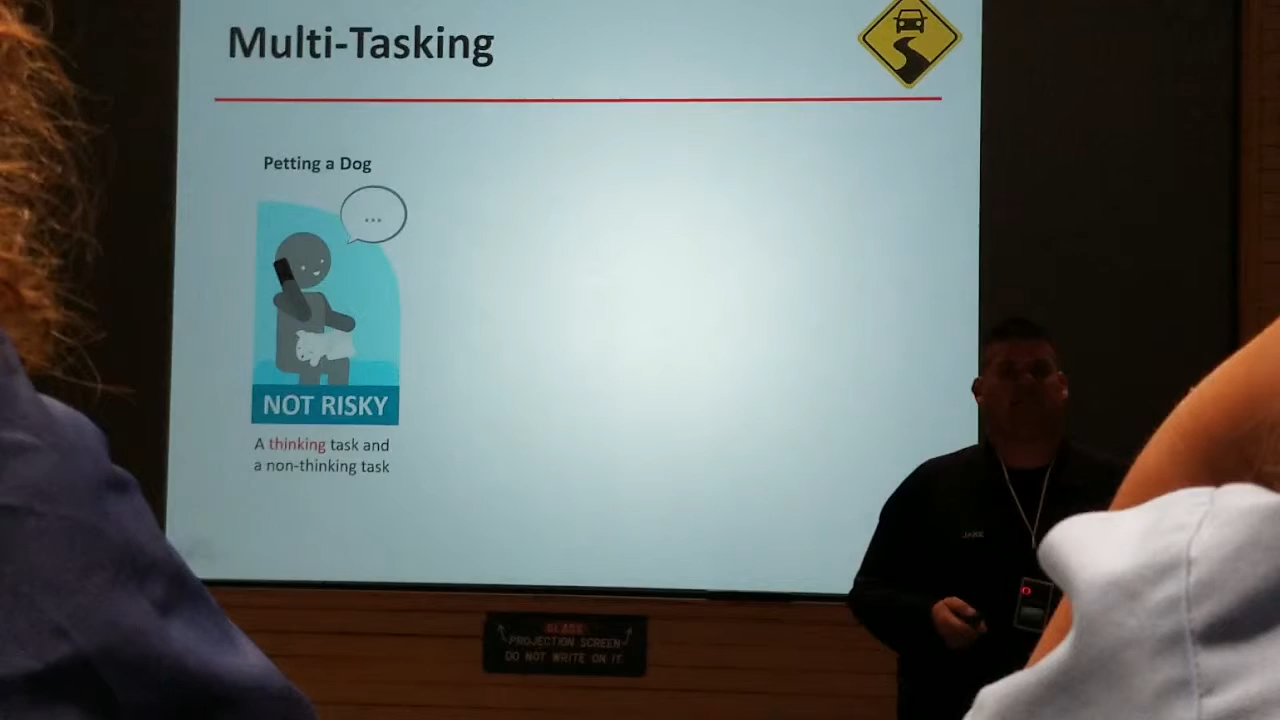 Multi-Tasking
Petting a Dog
...
NOT RISKY
A thinking task and
a non-thinking task
GLASS
PROJECTION SCREEN
DO NOT WRITE ON IT